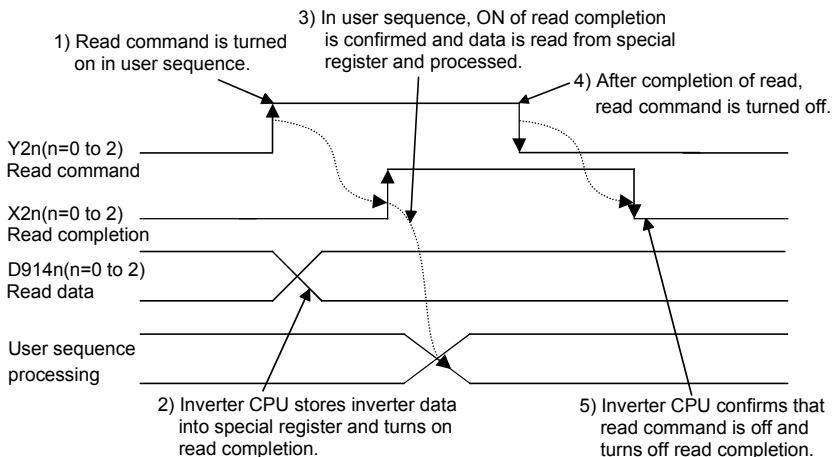 1) Read command is turned
on in user sequence.
3) In user sequence, ON of read completion
is confirmed and data is read from special
register and processed.
4) After completion of read,
read command is turned off.
Y2n(n=0 to 2)
Read command
X2n(n=0 to 2)
Read completion
D914n(n=0 to 2)
Read data
User sequence
processing
2) Inverter CPU stores inverter data
into special register and turns on
read completion.
5) Inverter CPU confirms that
read command is off and
turns off read completion.